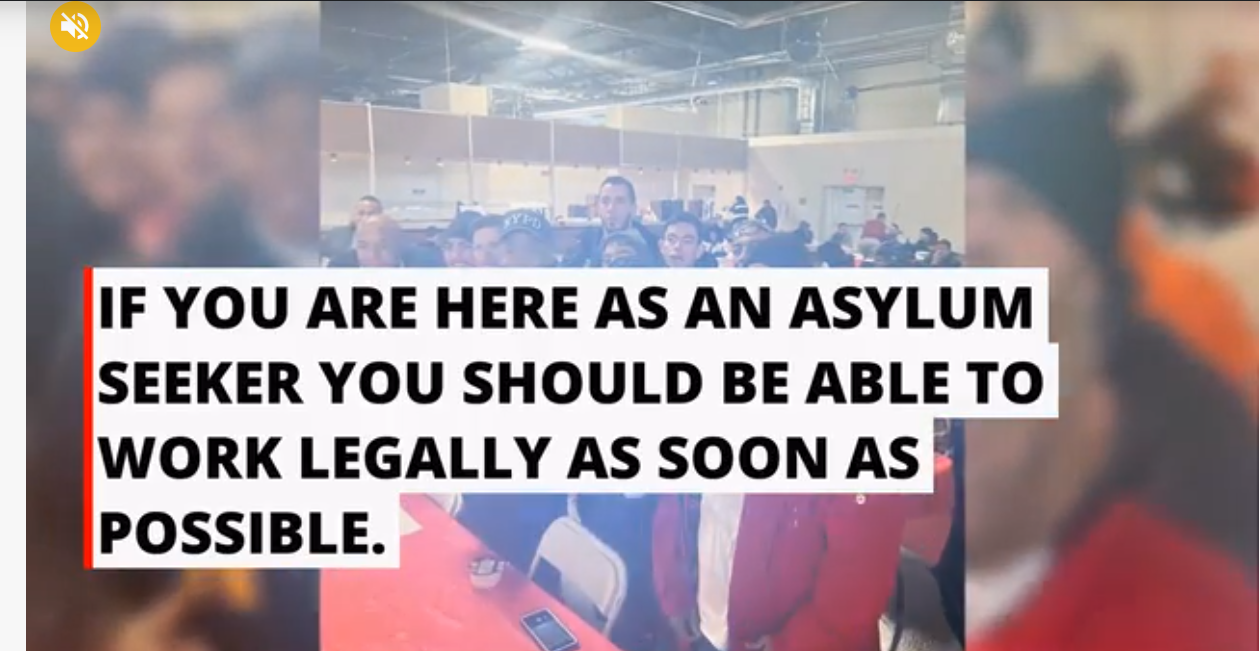 NYPD
IF YOU ARE HERE AS AN ASYLUM
SEEKER YOU SHOULD BE ABLE TO
WORK LEGALLY AS SOON AS
POSSIBLE.